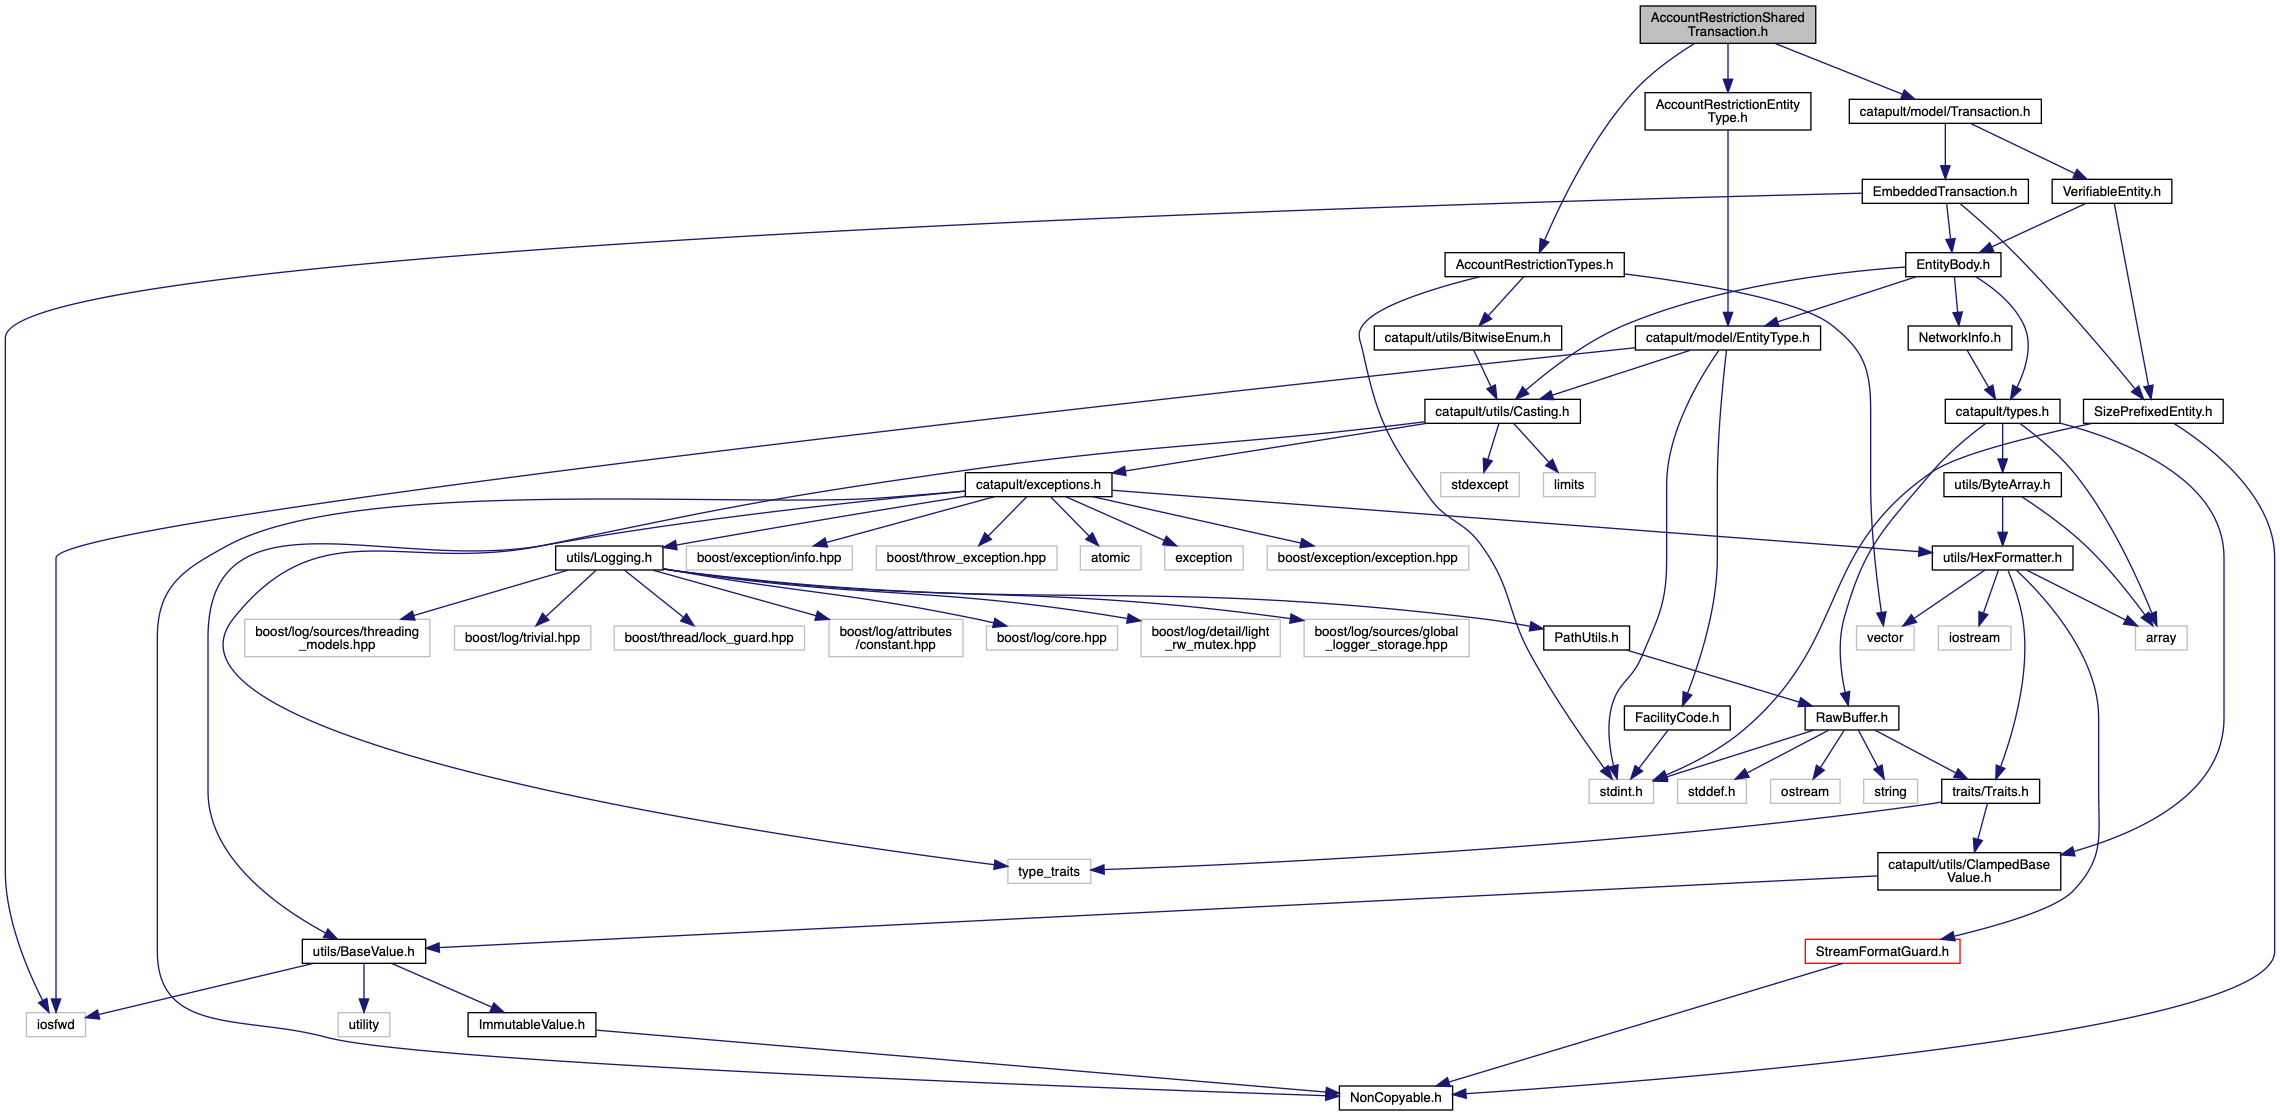 AccountRestrictionShared
Transaction.h
AccountRestrictionEntity
Type.h
catapult/model/Transaction.h
EmbeddedTransaction.h
VerifiableEntity.h
AccountRestrictionTypes.h
EntityBody.h
catapult/utils/BitwiseEnum.h
catapult/model/EntityType.h
NetworkInfo.h
catapult/utils/Casting.h
catapult/types.h
SizePrefixedEntity.h
catapult/exceptions.h
stdexcept
limits
utils/ByteArray.h
utils/Logging.h
boost/exception/info.hpp
boost/throw_exception.hpp
atomic
exception
boost/exception/exception.hpp
utils/HexFormatter.h
boost/log/sources/threading
_models.hpp
boost/log/trivial.hpp
boost/thread/lock_guard.hpp
boost/log/attributes
/constant.hpp
boost/log/core.hpp
boost/log/detail/light
_rw_mutex.hpp
boost/log/sources/global
_logger_storage.hpp
PathUtils.h
vector
iostream
array
FacilityCode.h
RawBuffer.h
stdint.h
stddef.h
ostream
string
traits/Traits.h
type_traits
catapult/utils/ClampedBase
Value.h
utils/BaseValue.h
StreamFormatGuard.h
iosfwd
utility
ImmutableValue.h
NonCopyable.h